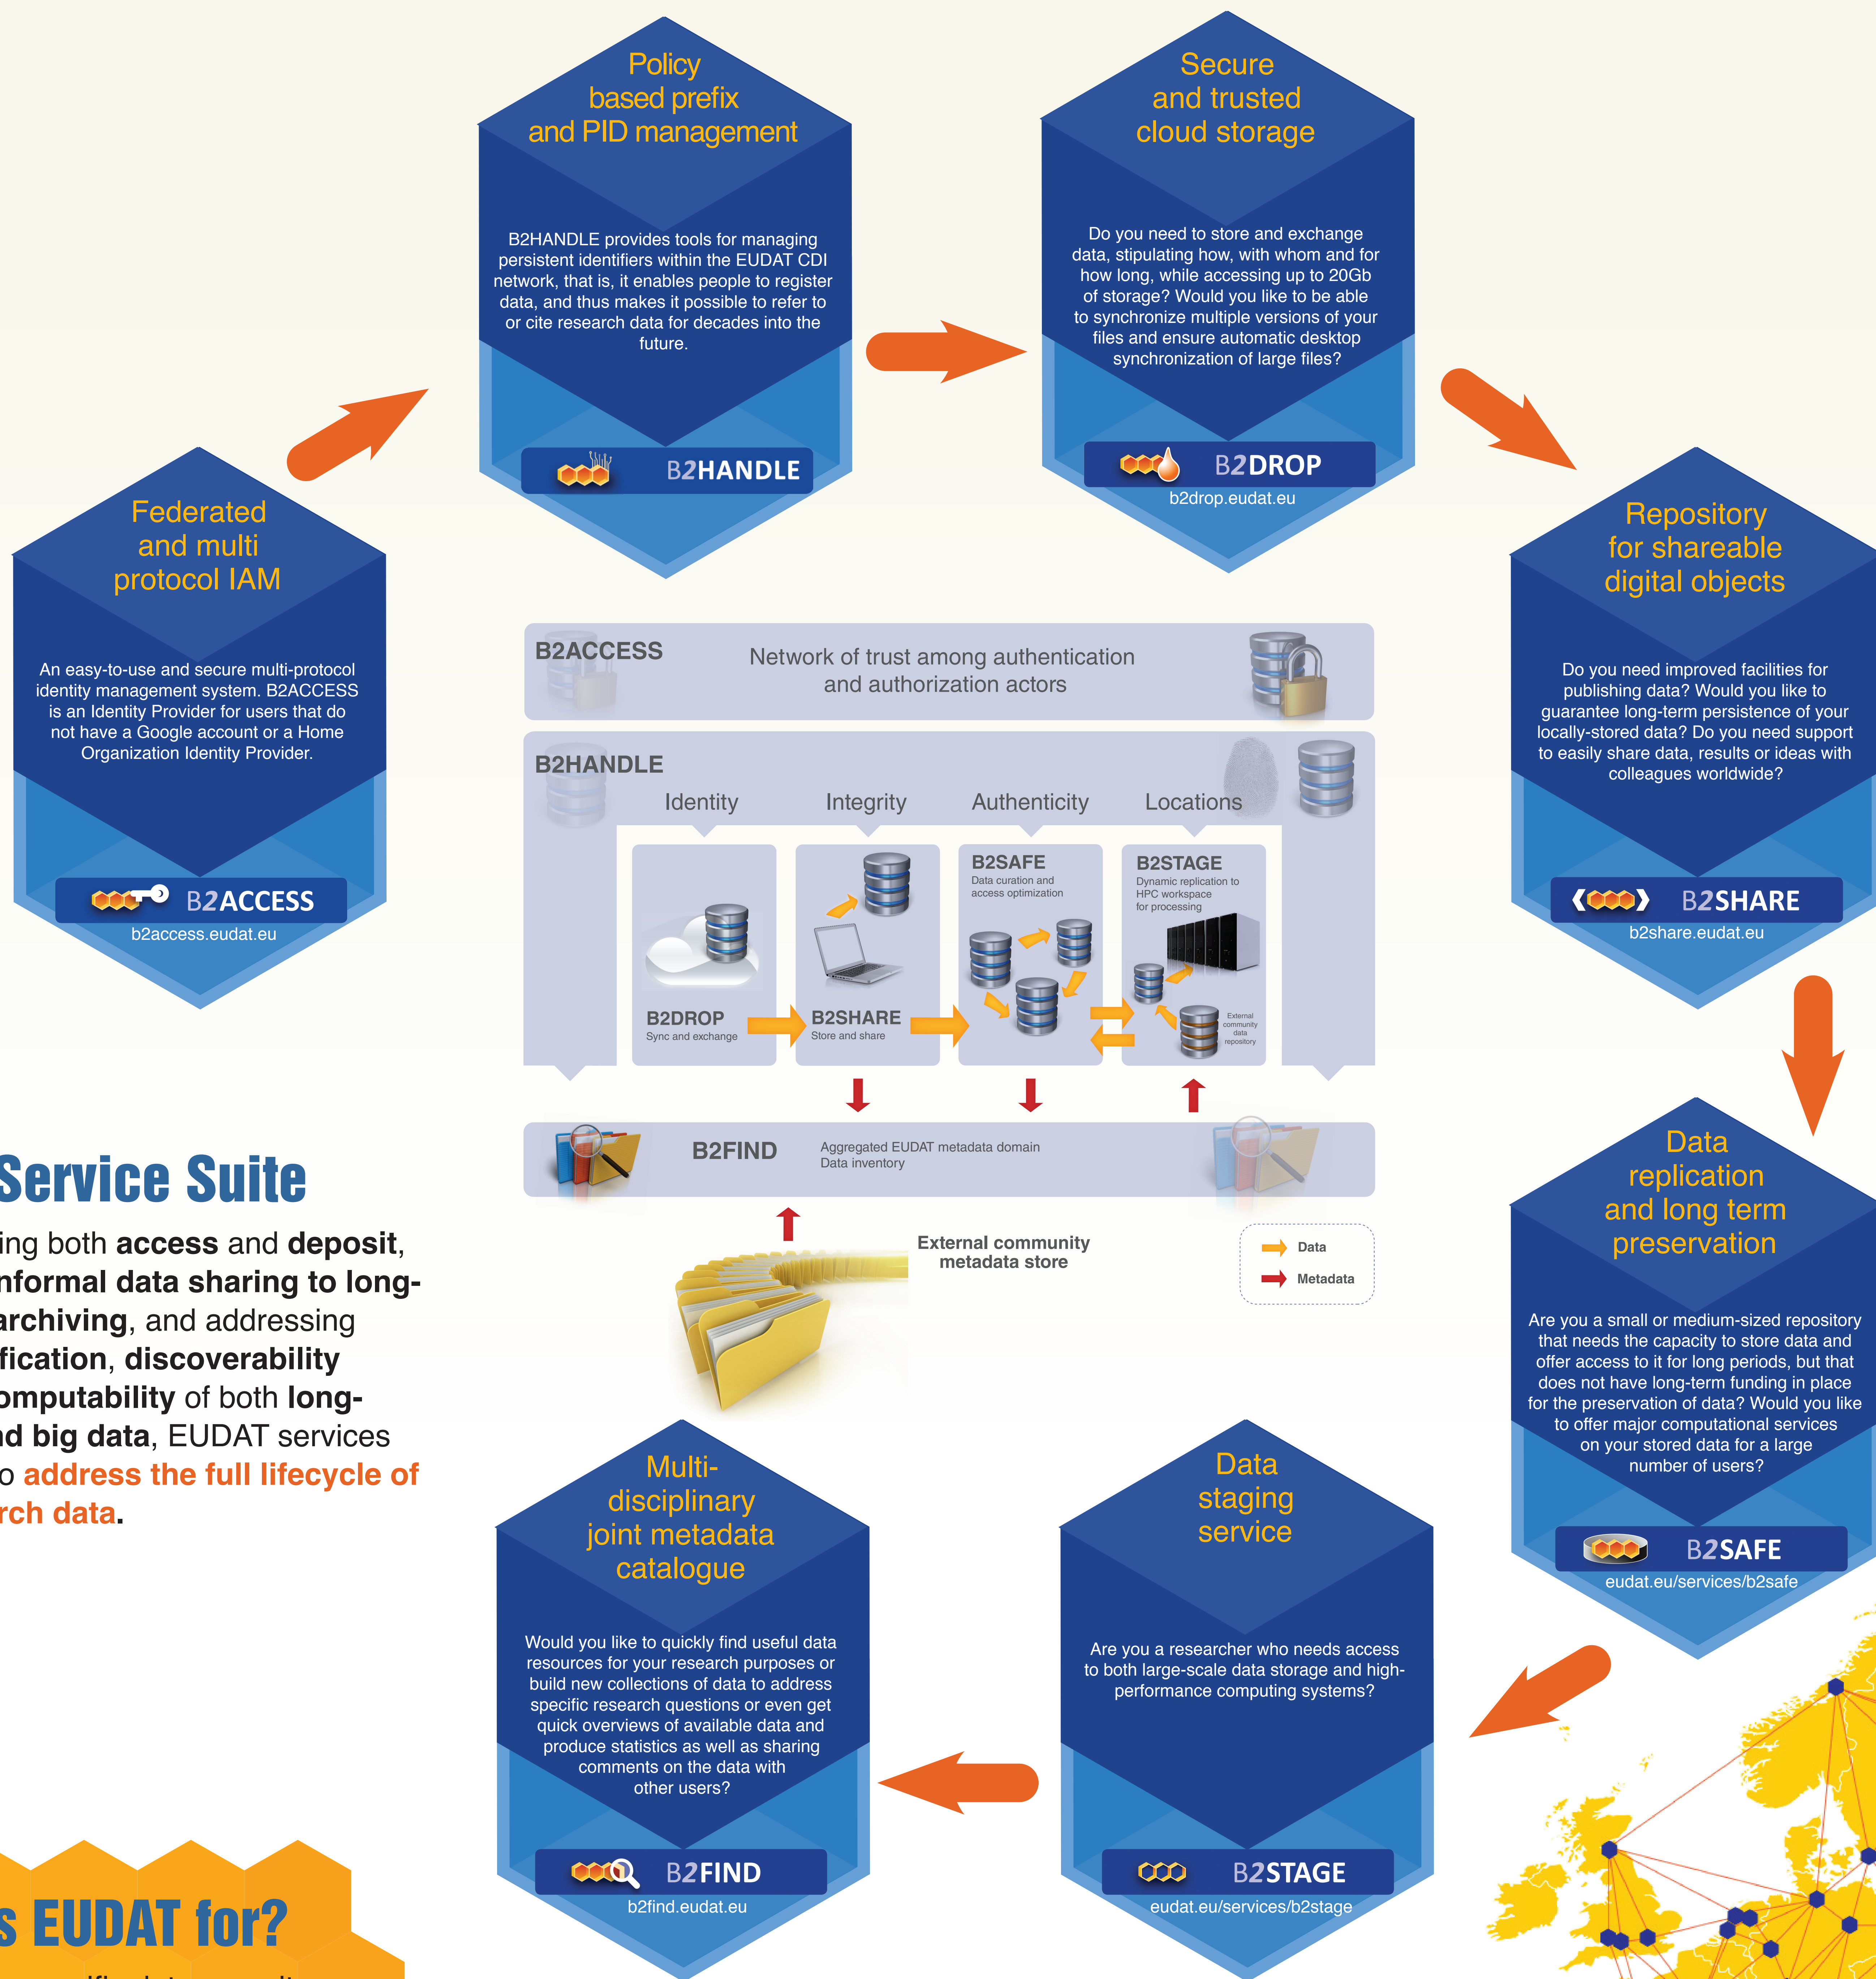 Policy
based prefix
and PID management
B2HANDLE provides tools for managing
persistent identifiers within the EUDAT CDI
network, that is, it enables people to register
data, and thus makes it possible to refer to
or cite research data for decades into the
future.
B2HANDLE
Secure
and trusted
cloud storage
Do you need to store and exchange
data, stipulating how, with whom and for
how long, while accessing up to 20Gb
of storage? Would you like to be able
to synchronize multiple versions of your
files and ensure automatic desktop
synchronization of large files?
B2DROP
b2drop.eudat.eu
Federated
and multi
protocol IAM
An easy-to-use and secure multi-protocol
identity management system. B2ACCESS
is an Identity Provider for users that do
not have a Google account or a Home
Organization Identity Provider.
B2ACCESS
b2access.eudat.eu
Repository
for shareable
digital objects
Do you need improved facilities for
publishing data? Would you like to
guarantee long-term persistence of your
locally-stored data? Do you need support
to easily share data, results or ideas with
colleagues worldwide?
B2SHARE
b2share.eudat.eu
B2ACCESS
Network of trust among authentication
and authorization actors
B2HANDLE
Identity
Integrity
Authenticity
Locations
B2DROP
Sync and exchange
B2SHARE
Store and share
B2SAFE
Data curation and
access optimization
B2STAGE
Dynamic replication to
HPC workspace
for processing
External
community
data
repository
B2FIND
Aggregated EUDAT metadata domain
Data inventory
External community
metadata store
Data
Metadata
Service Suite
ing both access and deposit,
nformal data sharing to long-
archiving, and addressing
fication, discoverability
omputability of both long-
nd big data, EUDAT services
o address the full lifecycle of
rch data.
Data
replication
and long term
preservation
Are you a small or medium-sized repository
that needs the capacity to store data and
offer access to it for long periods, but that
does not have long-term funding in place
for the preservation of data? Would you like
to offer major computational services
on your stored data for a large
number of users?
B2SAFE
eudat.eu/services/b2safe
Multi-
disciplinary
joint metadata
catalogue
Would you like to quickly find useful data
resources for your research purposes or
build new collections of data to address
specific research questions or even get
quick overviews of available data and
produce statistics as well as sharing
comments on the data with
other users?
B2FIND
b2find.eudat.eu
Data
staging
service
Are you a researcher who needs access
to both large-scale data storage and high-
performance computing systems?
B2STAGE
eudat.eu/services/b2stage
s EUDAT for?